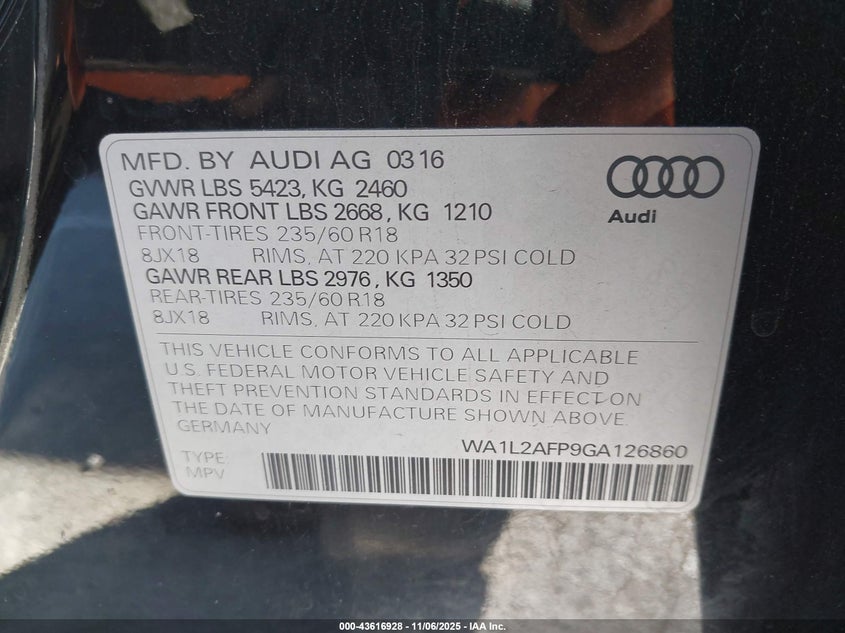 MFD. BY AUDI AG 03 16
GVWR LBS 5423, KG 2460
GAWR FRONT LBS 2668, KG 1210
FRONT-TIRES 235/60 R18
8JX18 RIMS, AT 220 KPA 32 PSI COLD
GAWR REAR LBS 2976, KG 1350
REAR-TIRES 235/60 R18
8JX18 RIMS, AT 220 KPA 32 PSI COLD
Audi
THIS VEHICLE CONFORMS TO ALL APPLICABLE
U.S. FEDERAL MOTOR VEHICLE SAFETY AND
THEFT PREVENTION STANDARDS IN EFFECT ON
THE DATE OF MANUFACTURE SHOWN ABOVE.
GERMANY
WA1L2AFP9GA126860
TYPE:
MPV
000-43616928 - 11/06/2025 - IAA Inc.